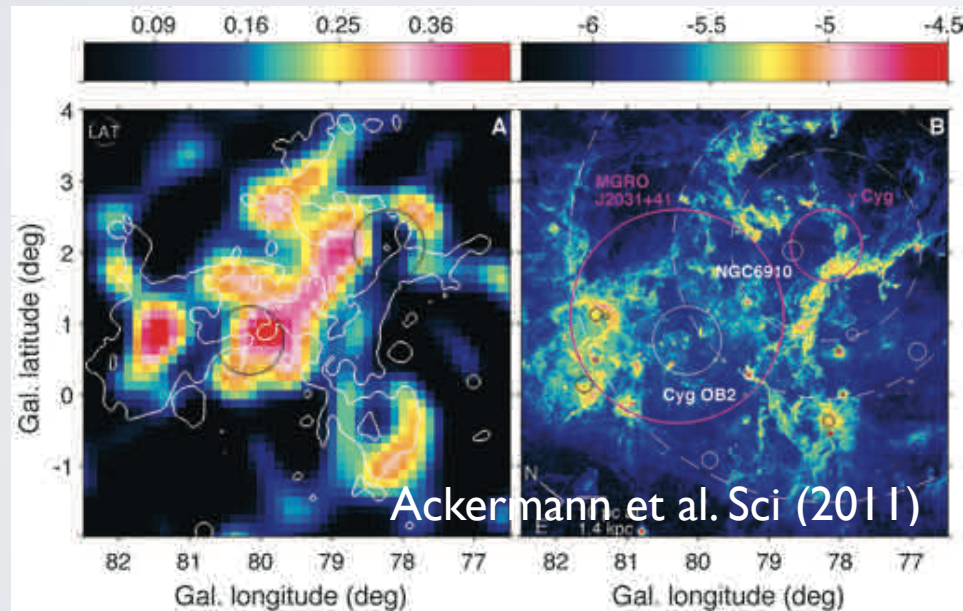 0.09 0.16 0.25 0.36
-6 -5.5 -5 -4.5
LAT
A
B
MGRO
J2031+41
γ Cyg
NGC6910
Cyg OB2
N
E
1.4 kpc
Ackermann et al. Sci (2011)
4
3
2
1
0
-1
Gal. latitude (deg)
82 81 80 79 78 77
82 81 80 79 78 77
Gal. longitude (deg)
Gal. longitude (deg)